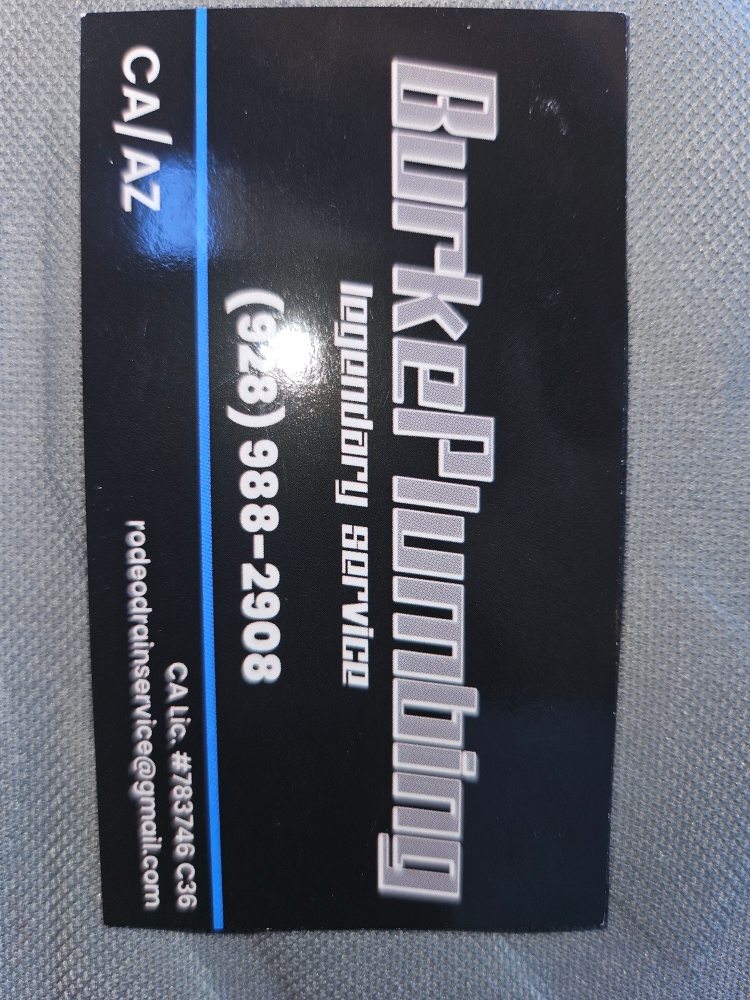 BurkePlumbing
legendary service
(928) 988-2908
CA/AZ
CA Lic. #783746 C36
rodeodrainservice@gmail.com